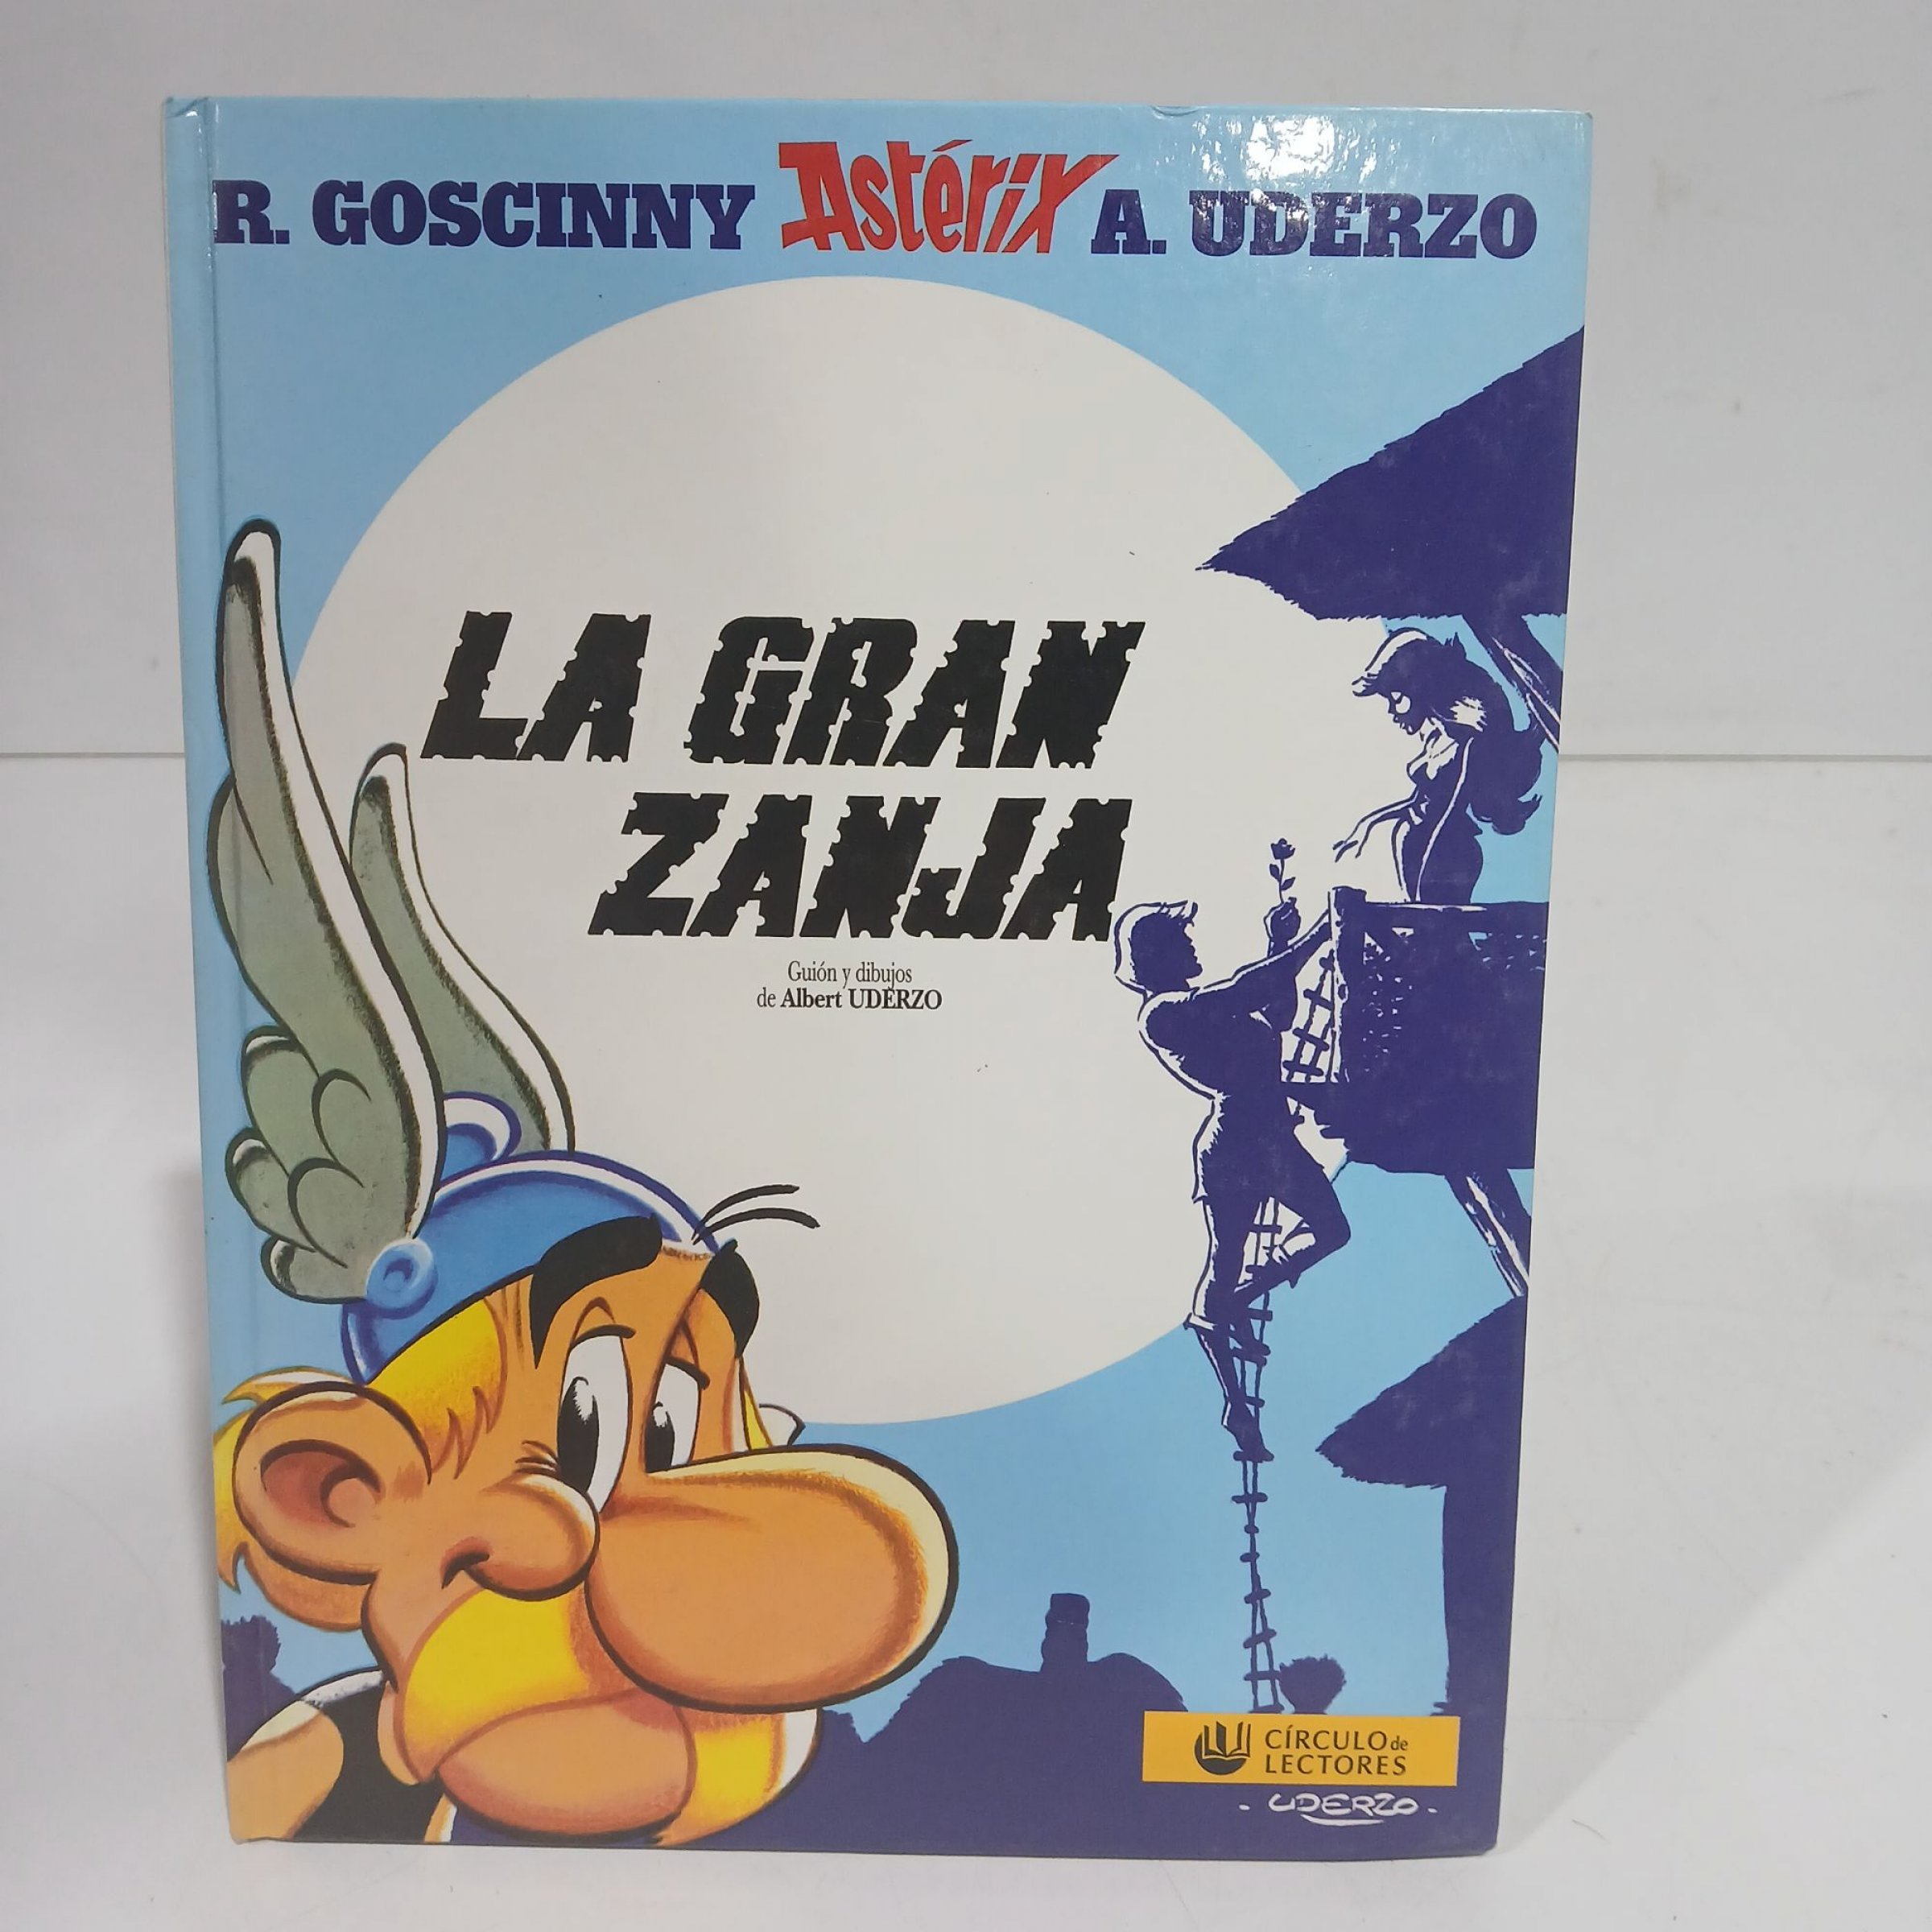 R. GOSCINNY Astérix A. UDERZO
LA GRAN
ZANJA
Guión y dibujos
de Albert UDERZO
CÍRCULO de
LECTORES
· UDERZO ·